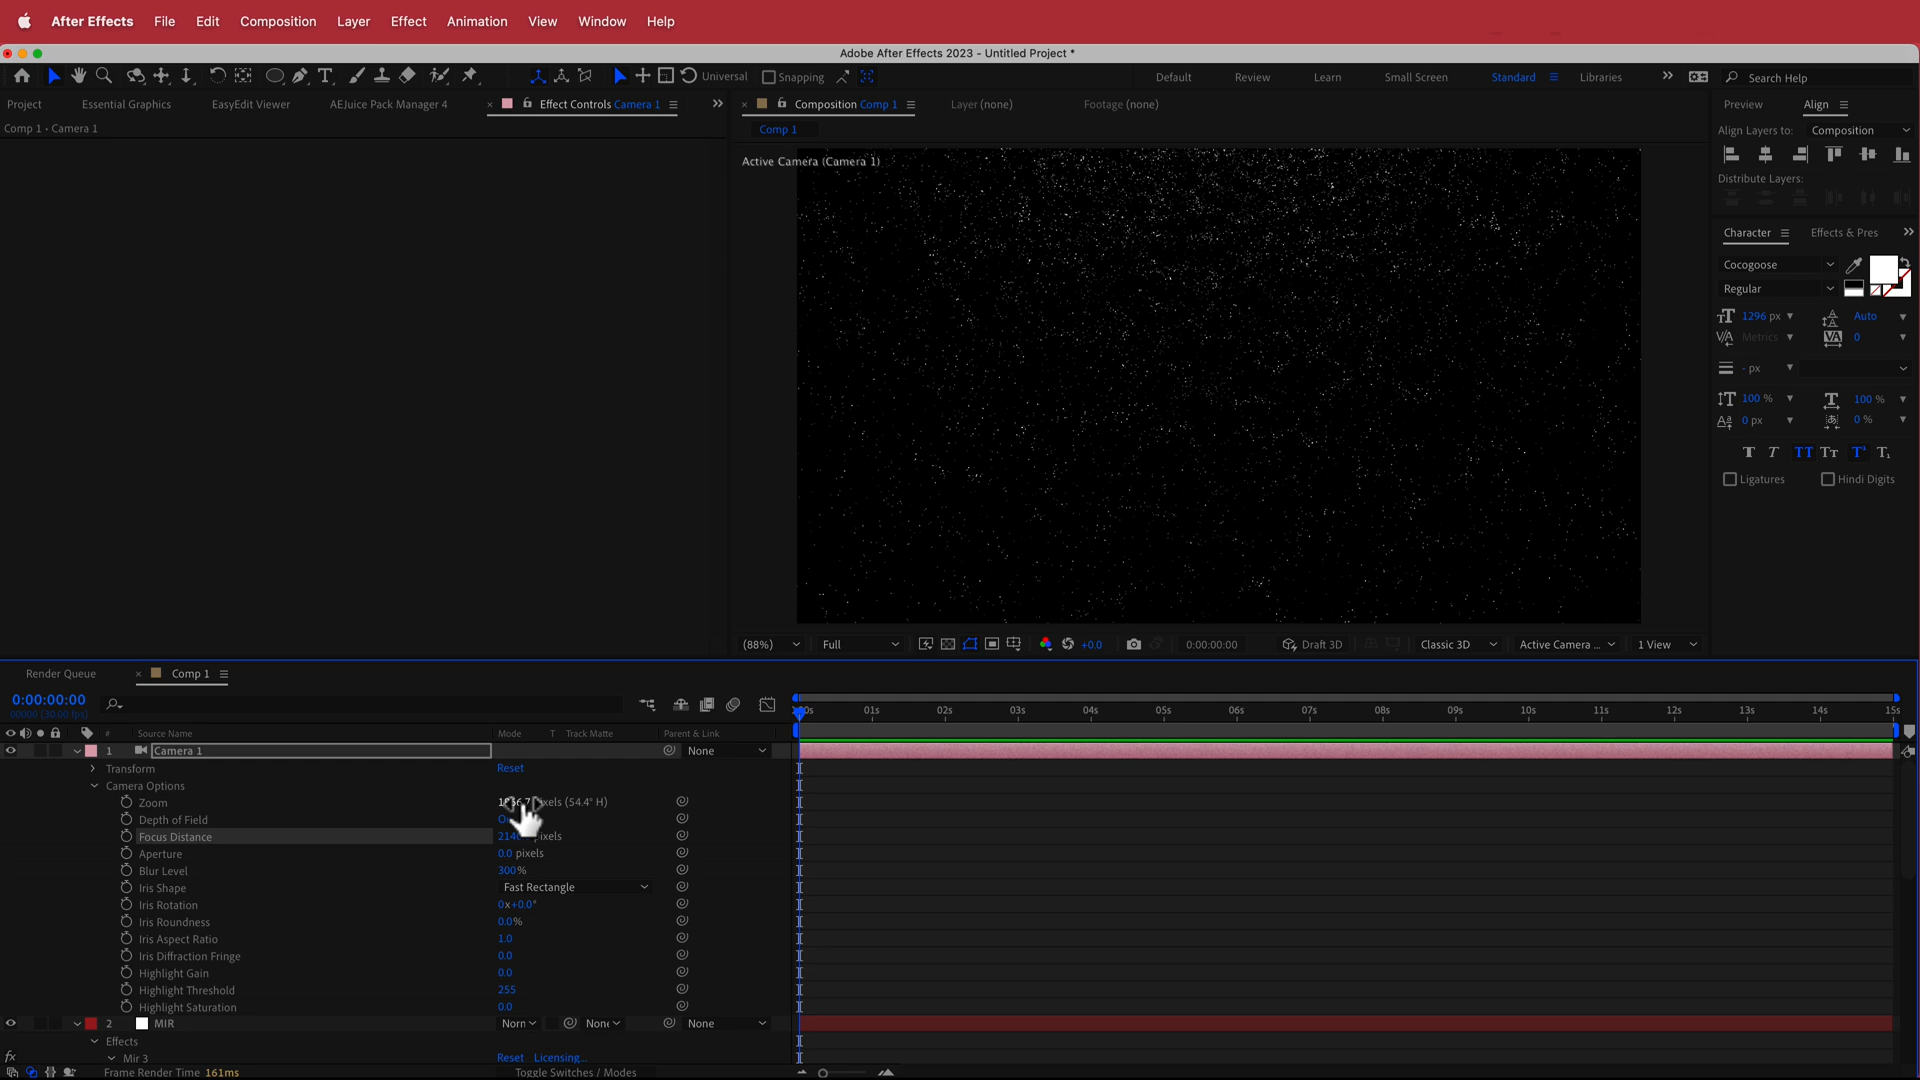 After Effects File Edit Composition Layer Effect Animation View Window Help
Adobe After Effects 2023 - Untitled Project *
Universal Snapping Default Review Learn Small Screen Standard Libraries Search Help
Project Essential Graphics EasyEdit Viewer AEJuice Pack Manager 4 Effect Controls Camera 1
Comp 1 • Camera 1
Composition Comp 1 Layer (none) Footage (none)
Comp 1
Active Camera (Camera 1)
(88%) Full +0.0 0:00:00:00 Draft 3D Classic 3D Active Camera ... 1 View
Preview Align
Align Layers to: Composition
Distribute Layers:
Character Effects & Pres
Cocogoose
Regular
1296 px Auto
Metrics 0
- px
100 % 100 %
0 px 0 %
Ligatures Hindi Digits
Render Queue Comp 1
0:00:00:00
00000 (30.00 fps)
01s 02s 03s 04s 05s 06s 07s 08s 09s 10s 11s 12s 13s 14s 15s
# Source Name Mode T Track Matte Parent & Link
1 Camera 1 None
Transform Reset
Camera Options
Zoom (54.4° H)
Depth of Field
Focus Distance
Aperture 0.0 pixels
Blur Level 300%
Iris Shape Fast Rectangle
Iris Rotation 0x+0.0°
Iris Roundness 0.0%
Iris Aspect Ratio 1.0
Iris Diffraction Fringe 0.0
Highlight Gain 0.0
Highlight Threshold 255
Highlight Saturation 0.0
2 MIR None
Effects
fx Mir 3 Reset Licensing...
Frame Render Time 161ms Toggle Switches / Modes